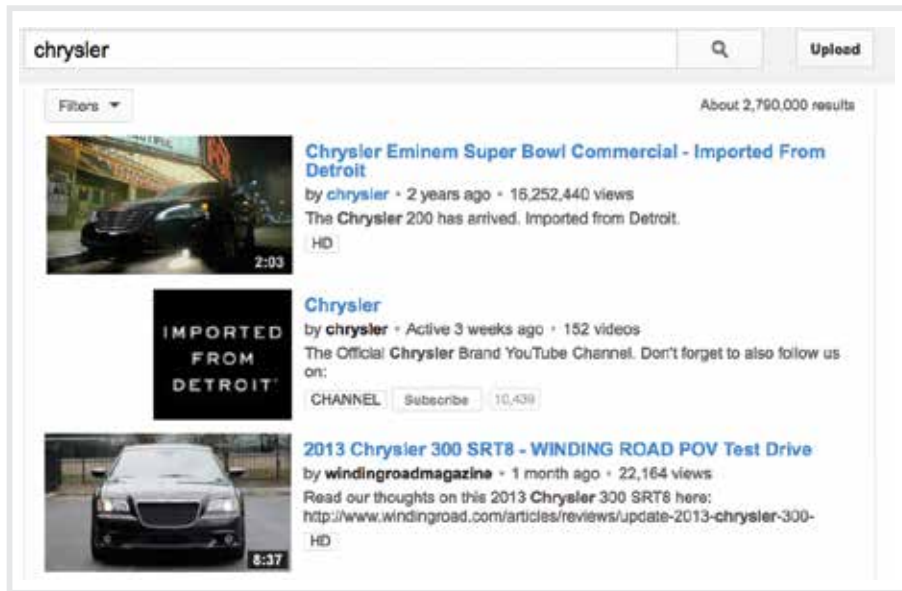 chrysler
Upload
Filters
About 2,790,000 results
Chrysler Eminem Super Bowl Commercial - Imported From
Detroit
by chrysler • 2 years ago • 16,252,440 views
The Chrysler 200 has arrived. Imported from Detroit.
HD
2:03
IMPORTED
FROM
DETROIT
Chrysler
by chrysler • Active 3 weeks ago • 152 videos
The Official Chrysler Brand YouTube Channel. Don't forget to also follow us
on:
CHANNEL Subscribe 10,439
2013 Chrysler 300 SRT8 - WINDING ROAD POV Test Drive
by windingroadmagazine • 1 month ago • 22,164 views
Read our thoughts on this 2013 Chrysler 300 SRT8 here:
http://www.windingroad.com/articles/reviews/update-2013-chrysler-300-
HD
8:37